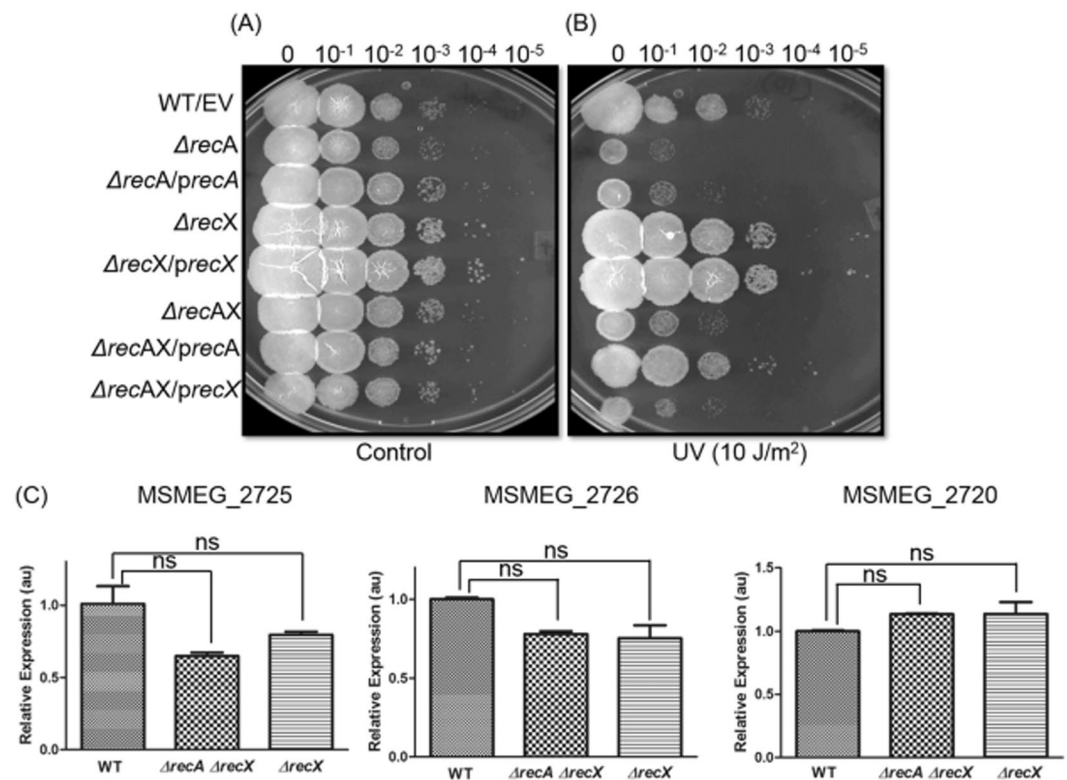 (A) (B)
0 10⁻¹ 10⁻² 10⁻³ 10⁻⁴ 10⁻⁵ 0 10⁻¹ 10⁻² 10⁻³ 10⁻⁴ 10⁻⁵
WT/EV
ΔrecA
ΔrecA/precA
ΔrecX
ΔrecX/precX
ΔrecAX
ΔrecAX/precA
ΔrecAX/precX
Control UV (10 J/m²)
(C) MSMEG_2725 MSMEG_2726 MSMEG_2720
ns ns ns
ns ns ns
Relative Expression (au) Relative Expression (au) Relative Expression (au)
1.5
1.0 1.0 1.0
0.5 0.5 0.5
0.0 0.0 0.0
WT ΔrecA ΔrecX ΔrecX WT ΔrecA ΔrecX ΔrecX WT ΔrecA ΔrecX ΔrecX